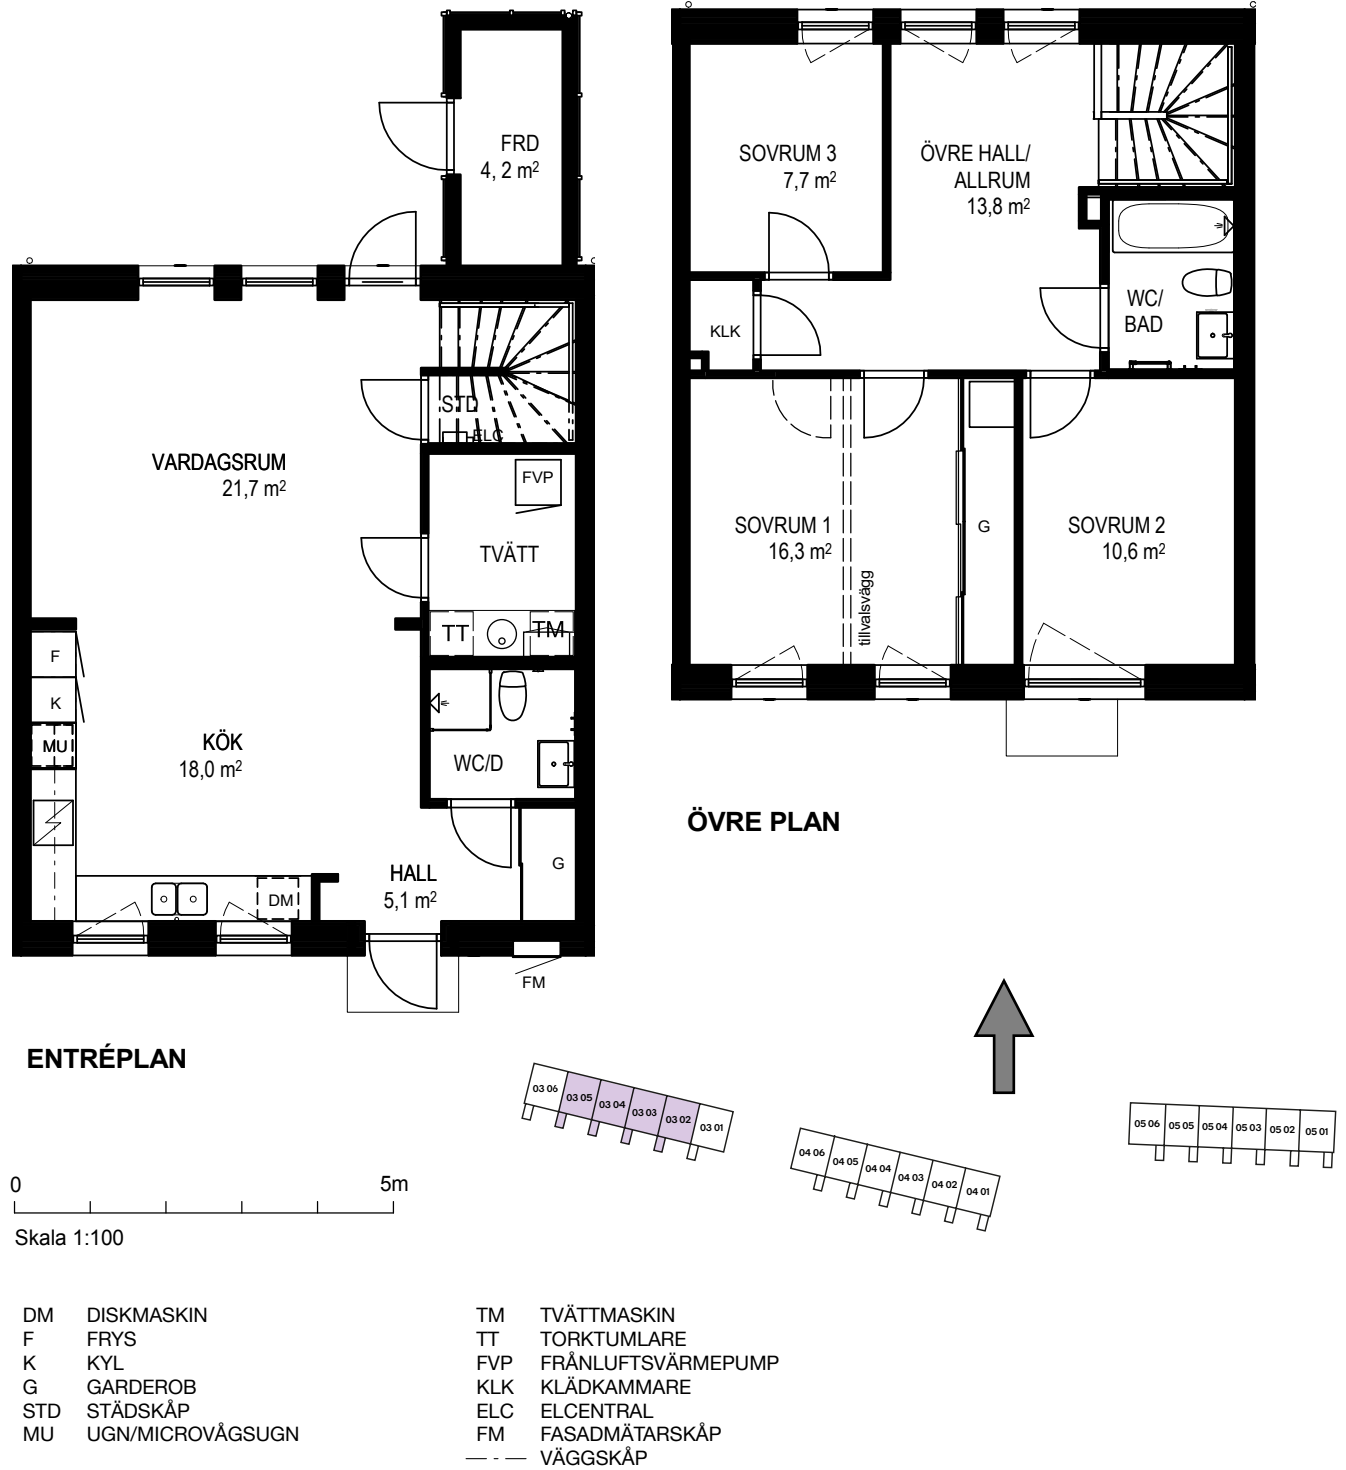 FRD
4, 2 m²
STD
ELC
VARDAGSRUM
21,7 m²
FVP
TVÄTT
TT
TM
F
K
MU
KÖK
18,0 m²
WC/D
HALL
5,1 m²
G
DM
FM
ENTRÉPLAN
SOVRUM 3
7,7 m²
ÖVRE HALL/
ALLRUM
13,8 m²
WC/
BAD
KLK
SOVRUM 1
16,3 m²
tillvalsvägg
G
SOVRUM 2
10,6 m²
ÖVRE PLAN
03 06
03 05
03 04
03 03
03 02
03 01
04 06
04 05
04 04
04 03
04 02
04 01
05 06
05 05
05 04
05 03
05 02
05 01
0 5m
Skala 1:100
DM DISKMASKIN
F FRYS
K KYL
G GARDEROB
STD STÄDSKÅP
MU UGN/MICROVÅGSUGN
TM TVÄTTMASKIN
TT TORKTUMLARE
FVP FRÅNLUFTSVÄRMEPUMP
KLK KLÄDKAMMARE
ELC ELCENTRAL
FM FASADMÄTARSKÅP
VÄGGSKÅP